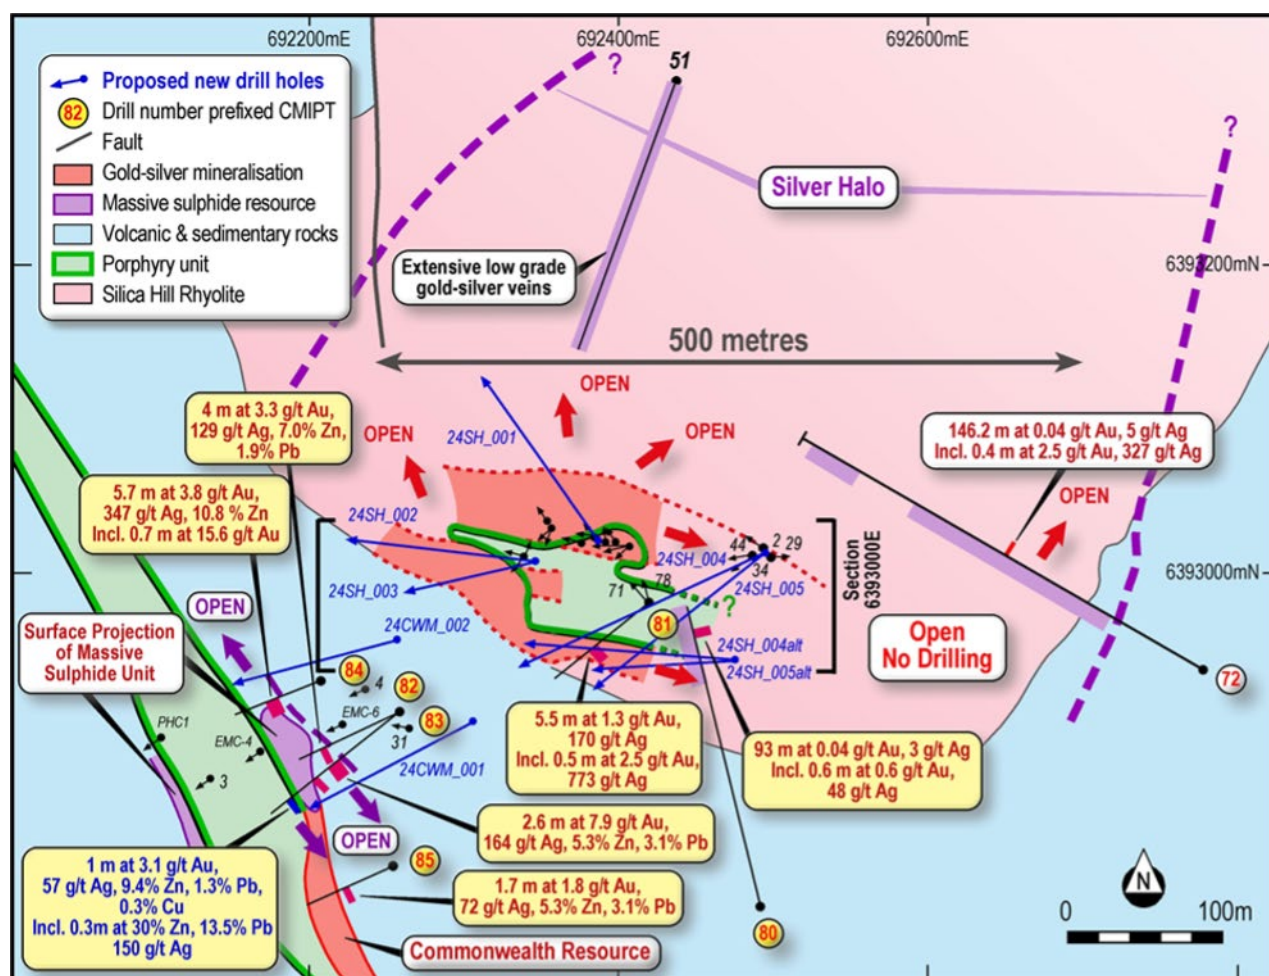 692200mE
692400mE
692600mE
Proposed new drill holes
82
Drill number prefixed CMIPT
Fault
Gold-silver mineralisation
Massive sulphide resource
Volcanic & sedimentary rocks
Porphyry unit
Silica Hill Rhyolite
?
51
?
Silver Halo
6393200mN
Extensive low grade
gold-silver veins
500 metres
OPEN
OPEN
OPEN
24SH_001
4 m at 3.3 g/t Au,
129 g/t Ag, 7.0% Zn,
1.9% Pb
146.2 m at 0.04 g/t Au, 5 g/t Ag
Incl. 0.4 m at 2.5 g/t Au, 327 g/t Ag
OPEN
5.7 m at 3.8 g/t Au,
347 g/t Ag, 10.8 % Zn
Incl. 0.7 m at 15.6 g/t Au
24SH_002
24SH_003
24SH_004
44
2
29
34
24SH_005
Section
6393000E
6393000mN
71
78
?
81
OPEN
24CWM_002
Surface Projection
of Massive
Sulphide Unit
24SH_004alt
24SH_005alt
Open
No Drilling
72
84
4
82
EMC-6
83
31
PHC1
EMC-4
3
24CWM_001
5.5 m at 1.3 g/t Au,
170 g/t Ag
Incl. 0.5 m at 2.5 g/t Au,
773 g/t Ag
93 m at 0.04 g/t Au, 3 g/t Ag
Incl. 0.6 m at 0.6 g/t Au,
48 g/t Ag
2.6 m at 7.9 g/t Au,
164 g/t Ag, 5.3% Zn, 3.1% Pb
OPEN
1 m at 3.1 g/t Au,
57 g/t Ag, 9.4% Zn, 1.3% Pb,
0.3% Cu
Incl. 0.3m at 30% Zn, 13.5% Pb
150 g/t Ag
85
1.7 m at 1.8 g/t Au,
72 g/t Ag, 5.3% Zn, 3.1% Pb
80
Commonwealth Resource
N
0
100m